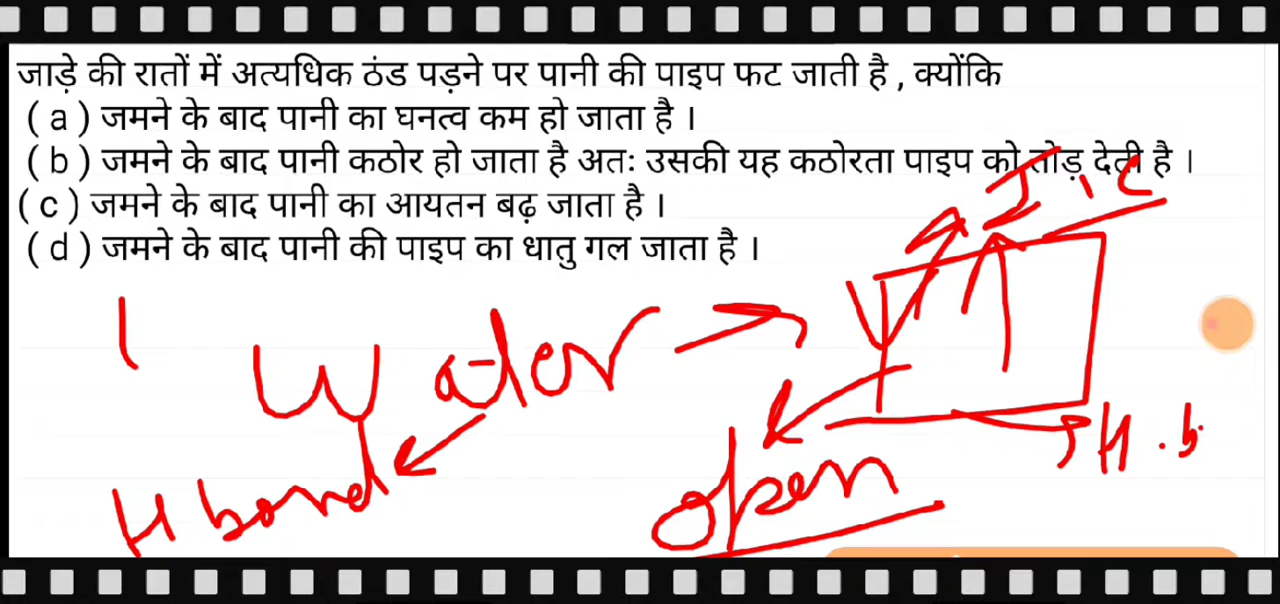 जाड़े की रातों में अत्यधिक ठंड पड़ने पर पानी की पाइप फट जाती है , क्योंकि
( a ) जमने के बाद पानी का घनत्व कम हो जाता है ।
( b ) जमने के बाद पानी कठोर हो जाता है अतः उसकी यह कठोरता पाइप को तोड़ देती है ।
( c ) जमने के बाद पानी का आयतन बढ़ जाता है ।
( d ) जमने के बाद पानी की पाइप का धातु गल जाता है ।
Water
H bond
open
H.b